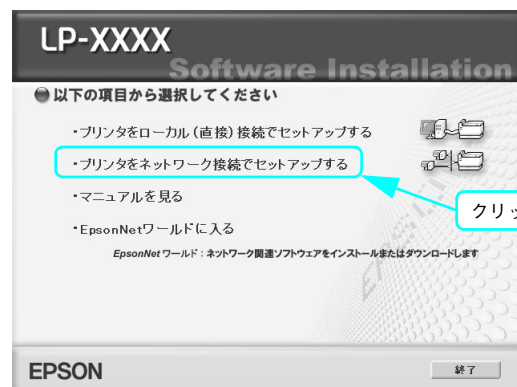 LP-XXXX
Software Installation
以下の項目から選択してください
・プリンタをローカル(直接)接続でセットアップする
・プリンタをネットワーク接続でセットアップする
・マニュアルを見る
クリッ
・EpsonNetワールドに入る
EpsonNet ワールド:ネットワーク関連ソフトウェアをインストールまたはダウンロードします
EPSON
EPSON
終了